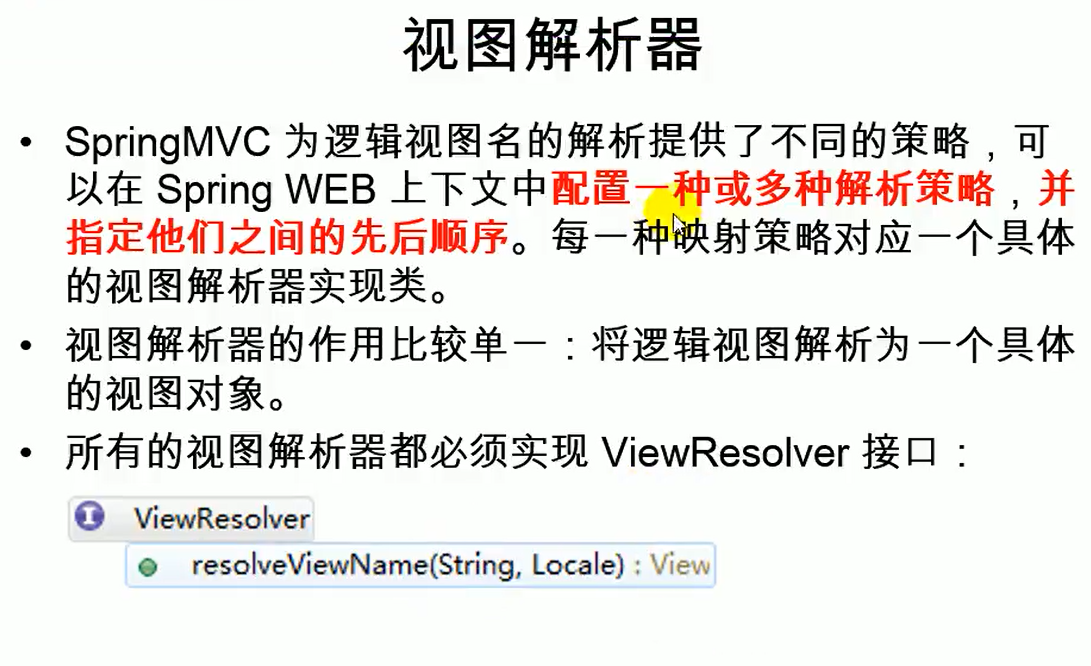 视图解析器
• SpringMVC 为逻辑视图名的解析提供了不同的策略，可
以在 Spring WEB 上下文中配置一种或多种解析策略，并
指定他们之间的先后顺序。每一种映射策略对应一个具体
的视图解析器实现类。
• 视图解析器的作用比较单一：将逻辑视图解析为一个具体
的视图对象。
• 所有的视图解析器都必须实现 ViewResolver 接口：
I ViewResolver
resolveViewName(String, Locale) : View